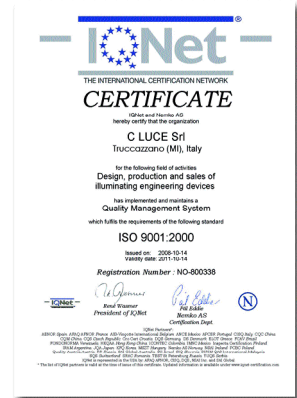 IQNet
®
THE INTERNATIONAL CERTIFICATION NETWORK
CERTIFICATE
IQNet and Nemko AG
hereby certify that the organization
C LUCE Srl
Truccazzano (MI), Italy
for the following field of activities
Design, production and sales of
illuminating engineering devices
has implemented and maintains a
Quality Management System
which fulfills the requirements of the following standard
ISO 9001:2000
Issued on: 2008-10-14
Validity date: 2011-10-14
Registration Number : NO-800338
IQNet
René Wasmer
President of IQNet
Pål Eddie
Nemko AS
Certification Dept.
N
IQNet Partners*: